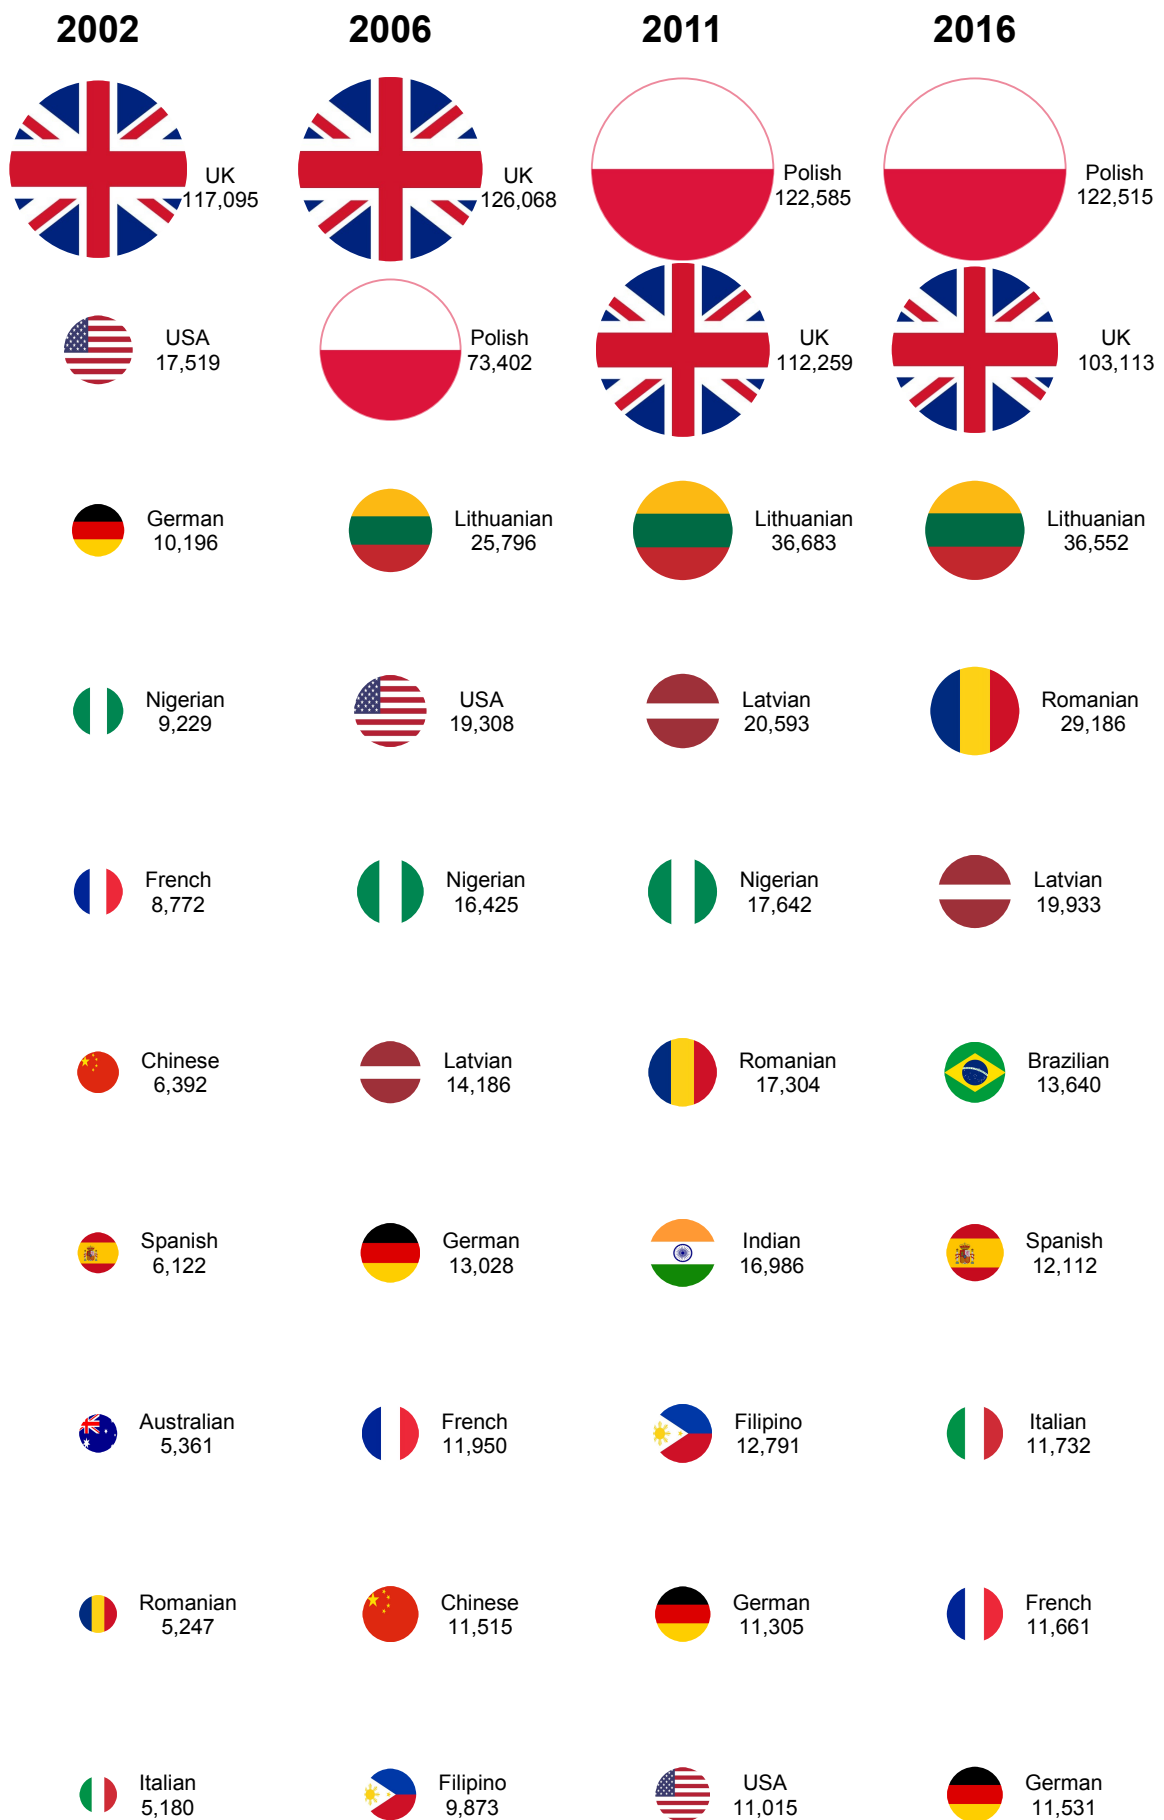 2002 2006 2011 2016
UK UK Polish Polish
117,095 126,068 122,585 122,515
USA Polish UK UK
17,519 73,402 112,259 103,113
German Lithuanian Lithuanian Lithuanian
10,196 25,796 36,683 36,552
Nigerian USA Latvian Romanian
9,229 19,308 20,593 29,186
French Nigerian Nigerian Latvian
8,772 16,425 17,642 19,933
Chinese Latvian Romanian Brazilian
6,392 14,186 17,304 13,640
Spanish German Indian Spanish
6,122 13,028 16,986 12,112
Australian French Filipino Italian
5,361 11,950 12,791 11,732
Romanian Chinese German French
5,247 11,515 11,305 11,661
Italian Filipino USA German
5,180 9,873 11,015 11,531